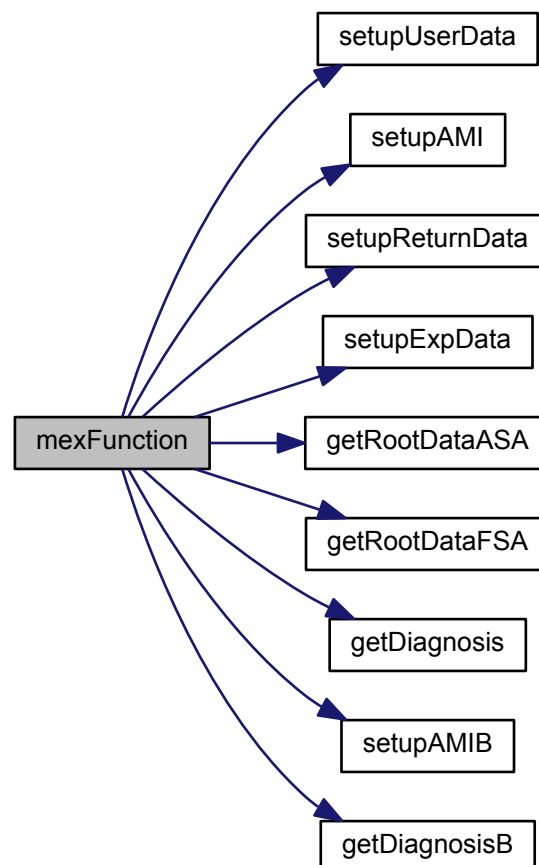 setupUserData
setupAMI
setupReturnData
setupExpData
mexFunction
getRootDataASA
getRootDataFSA
getDiagnosis
setupAMIB
getDiagnosisB